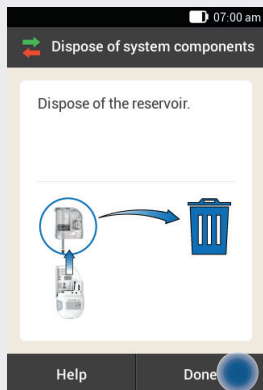 07:00 am
Dispose of system components
Dispose of the reservoir.
Help Done